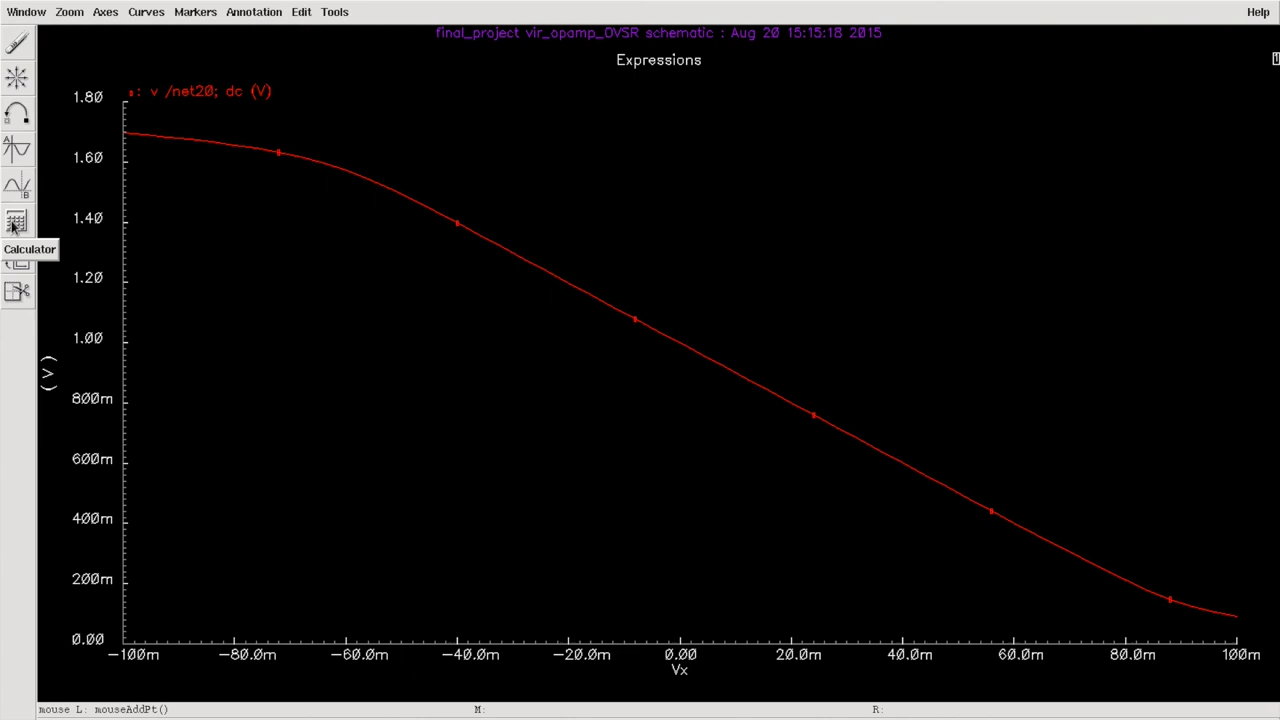 Window Zoom Axes Curves Markers Annotation Edit Tools Help
final_project vir_opamp_OVSR schematic : Aug 20 15:15:18 2015
Expressions
1
A
B
Calculator
▫: v /net20; dc (V)
1.80
1.60
1.40
1.20
1.00
800m
600m
400m
200m
0.00
(V)
-100m -80.0m -60.0m -40.0m -20.0m 0.00 20.0m 40.0m 60.0m 80.0m 100m
Vx
mouse L: mouseAddPt() M: R: